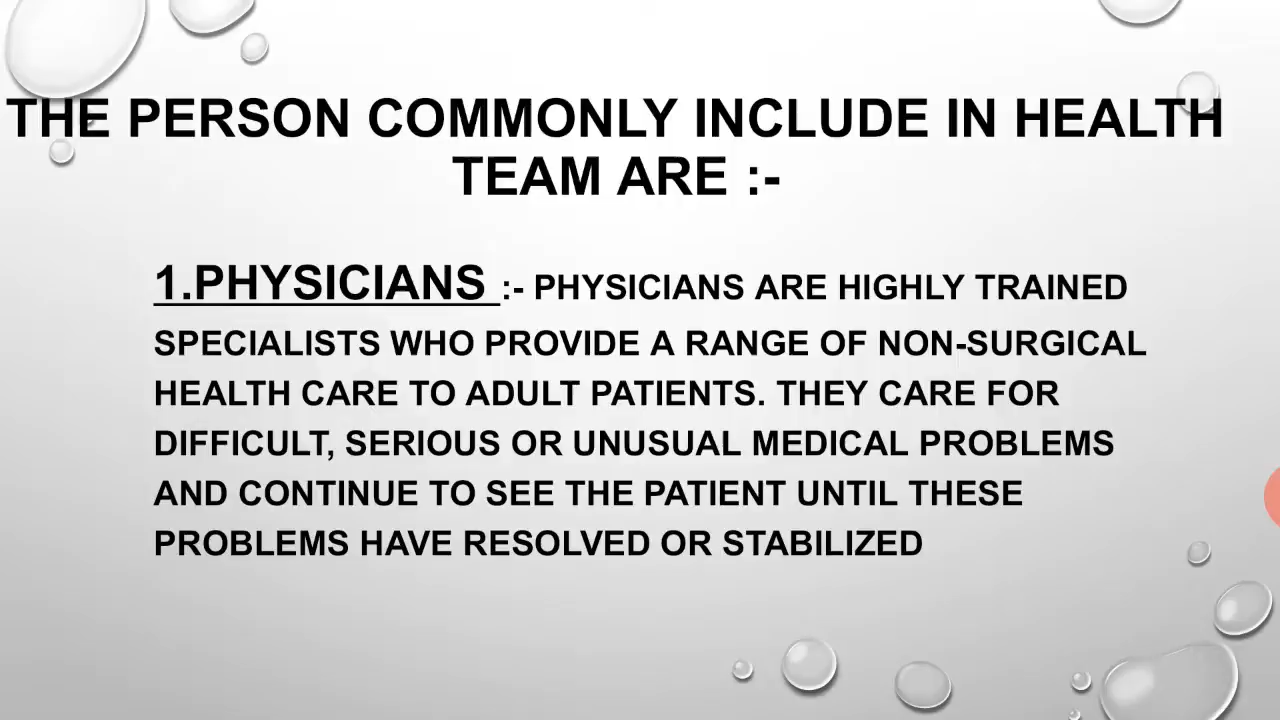 THE PERSON COMMONLY INCLUDE IN HEALTH
TEAM ARE :-
1.PHYSICIANS :- PHYSICIANS ARE HIGHLY TRAINED
SPECIALISTS WHO PROVIDE A RANGE OF NON-SURGICAL
HEALTH CARE TO ADULT PATIENTS. THEY CARE FOR
DIFFICULT, SERIOUS OR UNUSUAL MEDICAL PROBLEMS
AND CONTINUE TO SEE THE PATIENT UNTIL THESE
PROBLEMS HAVE RESOLVED OR STABILIZED